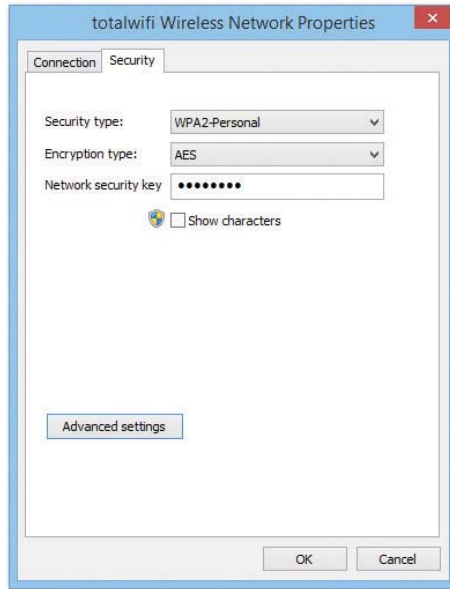 totalwifi Wireless Network Properties
Connection Security
Security type: WPA2-Personal
Encryption type: AES
Network security key ••••••••
Show characters
Advanced settings
OK Cancel